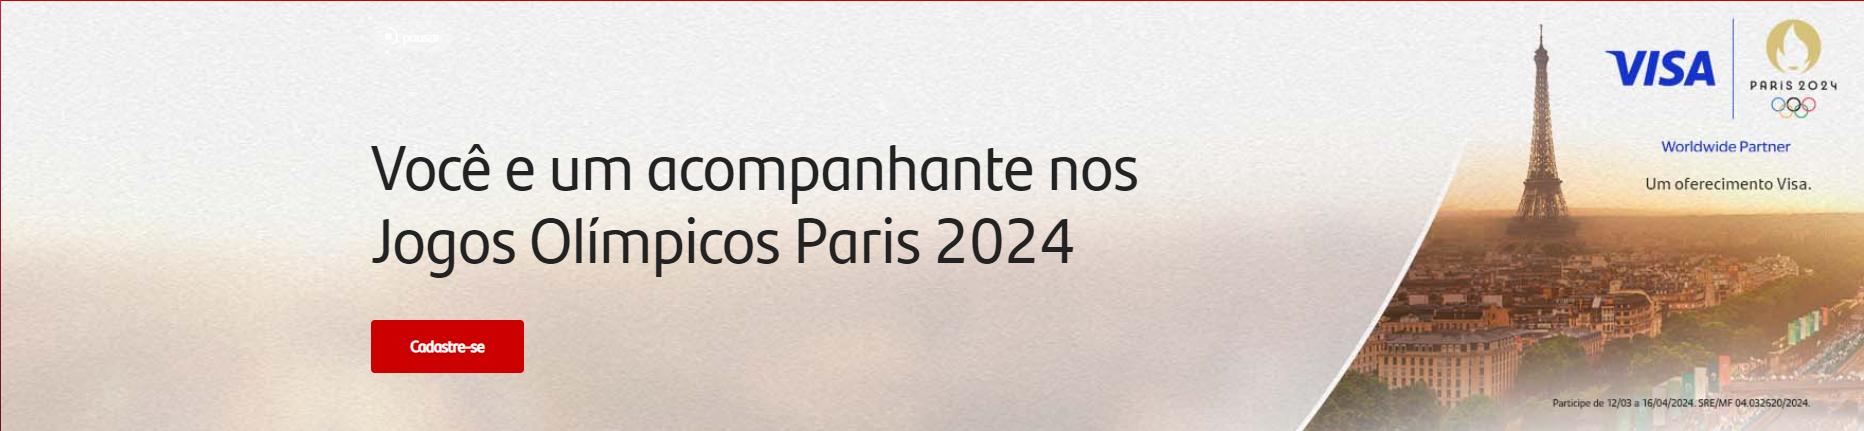 pausar
VISA
PARIS 2024
Worldwide Partner
Um oferecimento Visa.
Você e um acompanhante nos
Jogos Olímpicos Paris 2024
Cadastre-se
Participe de 12/03 a 16/04/2024. SRE/MF 04.032620/2024.